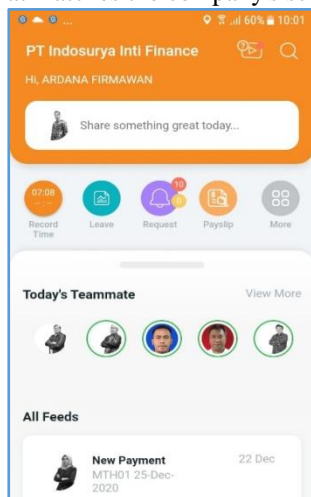 60% 10:01
PT Indosurya Inti Finance
Hi, ARDANA FIRMAWAN
Share something great today...
07:08
10
Record Time
Leave
Request
Payslip
More
Today's Teammate
View More
All Feeds
New Payment
22 Dec
MTH01 25-Dec-
2020